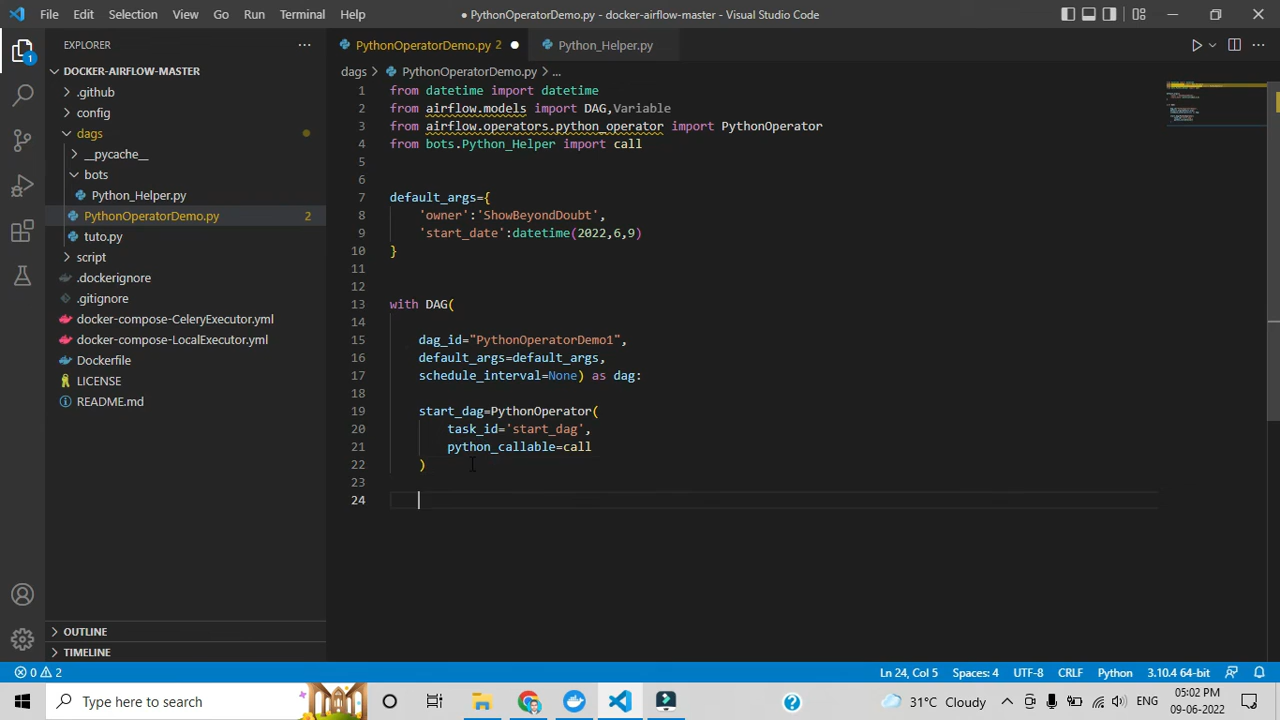 File Edit Selection View Go Run Terminal Help
● PythonOperatorDemo.py - docker-airflow-master - Visual Studio Code
EXPLORER
PythonOperatorDemo.py 2
Python_Helper.py
DOCKER-AIRFLOW-MASTER
dags > PythonOperatorDemo.py > ...
.github
config
dags
__pycache__
bots
Python_Helper.py
PythonOperatorDemo.py 2
tuto.py
script
.dockerignore
.gitignore
docker-compose-CeleryExecutor.yml
docker-compose-LocalExecutor.yml
Dockerfile
LICENSE
README.md
OUTLINE
TIMELINE
1
1 from datetime import datetime
2 from airflow.models import DAG,Variable
3 from airflow.operators.python_operator import PythonOperator
4 from bots.Python_Helper import call
5
6
7 default_args={
8 'owner':'ShowBeyondDoubt',
9 'start_date':datetime(2022,6,9)
10 }
11
12
13 with DAG(
14
15 dag_id="PythonOperatorDemo1",
16 default_args=default_args,
17 schedule_interval=None) as dag:
18
19 start_dag=PythonOperator(
20 task_id='start_dag',
21 python_callable=call
22 )
23
24
0 2
Ln 24, Col 5 Spaces: 4 UTF-8 CRLF Python 3.10.4 64-bit
Type here to search
31°C Cloudy
ENG
05:02 PM
09-06-2022